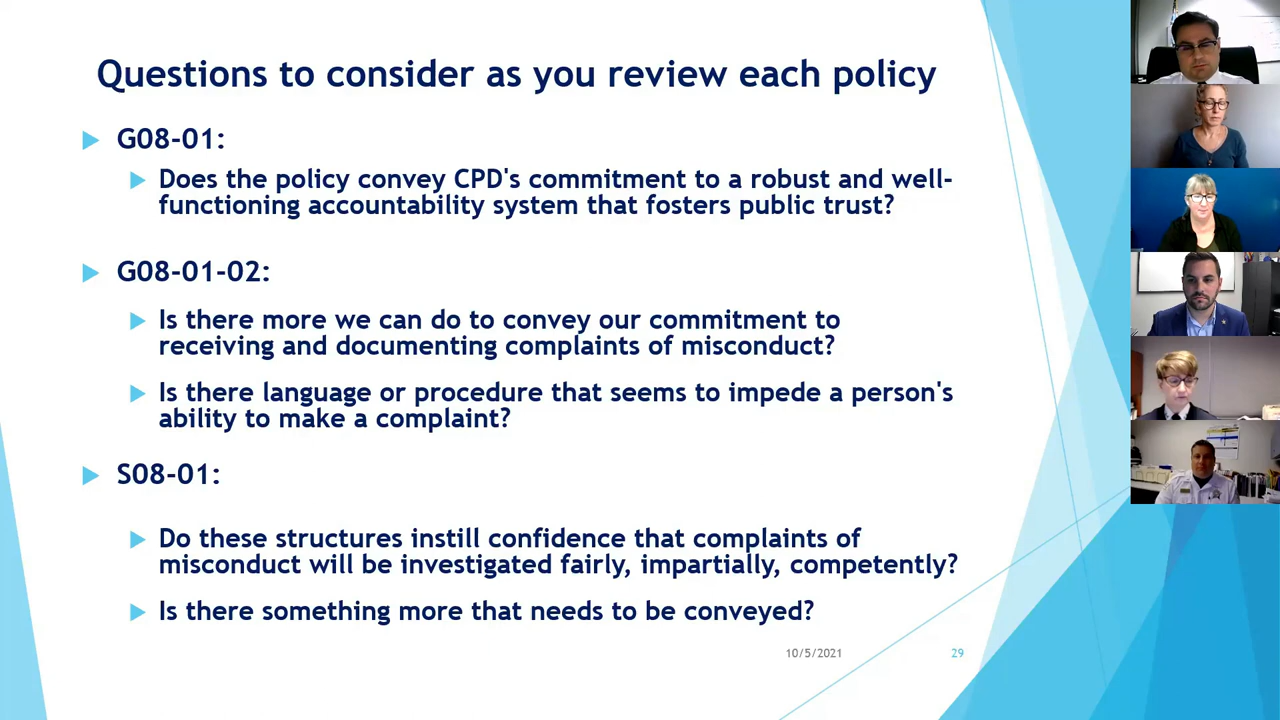 Questions to consider as you review each policy
G08-01:
Does the policy convey CPD's commitment to a robust and well-
functioning accountability system that fosters public trust?
G08-01-02:
Is there more we can do to convey our commitment to
receiving and documenting complaints of misconduct?
Is there language or procedure that seems to impede a person's
ability to make a complaint?
S08-01:
Do these structures instill confidence that complaints of
misconduct will be investigated fairly, impartially, competently?
Is there something more that needs to be conveyed?
10/5/2021
29